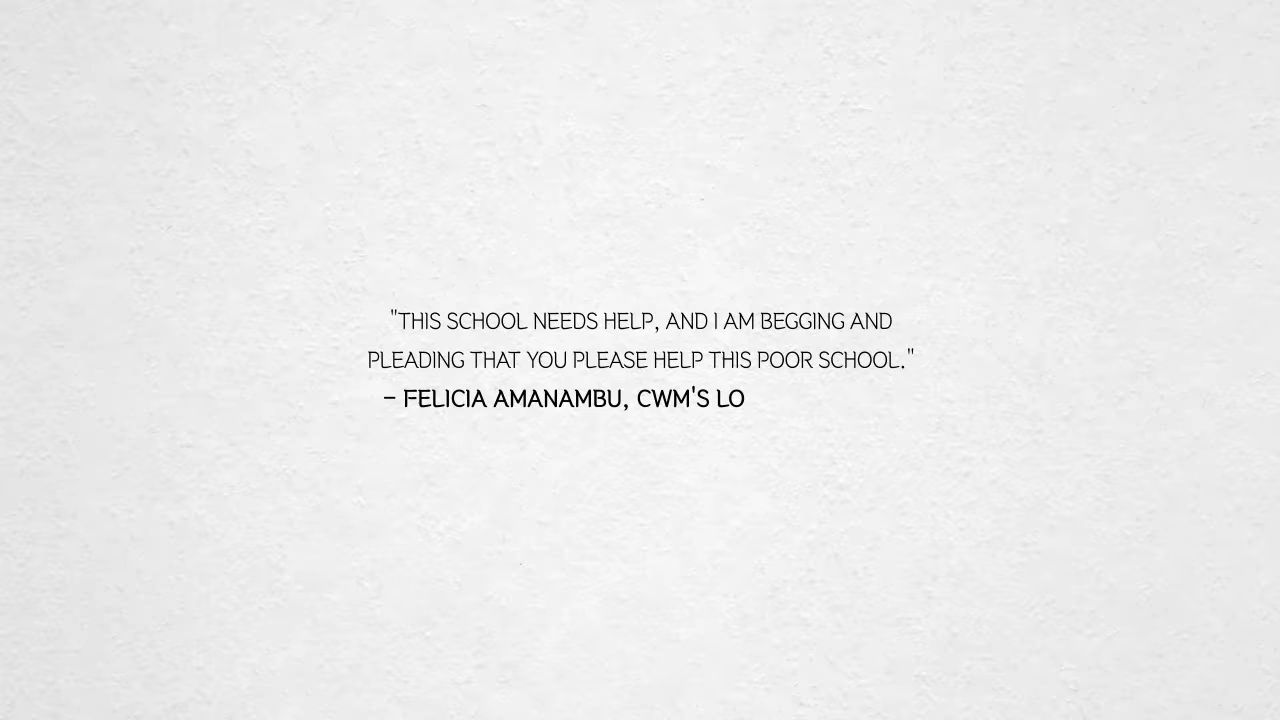 "THIS SCHOOL NEEDS HELP, AND I AM BEGGING AND
PLEADING THAT YOU PLEASE HELP THIS POOR SCHOOL."
– FELICIA AMANAMBU, CWM'S LO